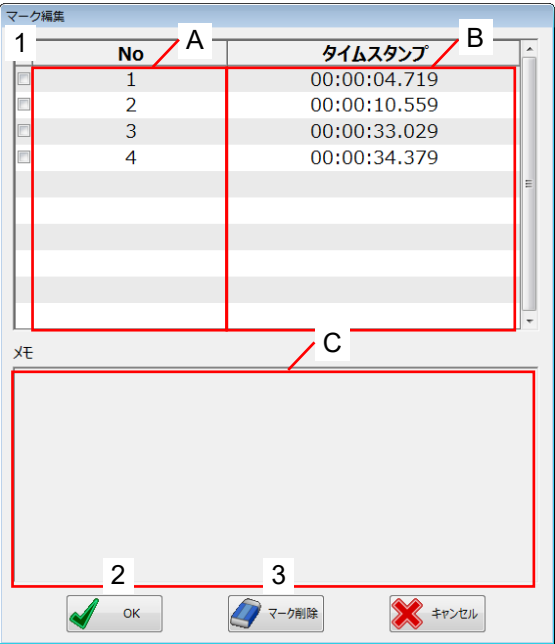 マーク編集
1 No A タイムスタンプ B
1 00:00:04.719
2 00:00:10.559
3 00:00:33.029
4 00:00:34.379
C
メモ
2 3
OK マーク削除 キャンセル